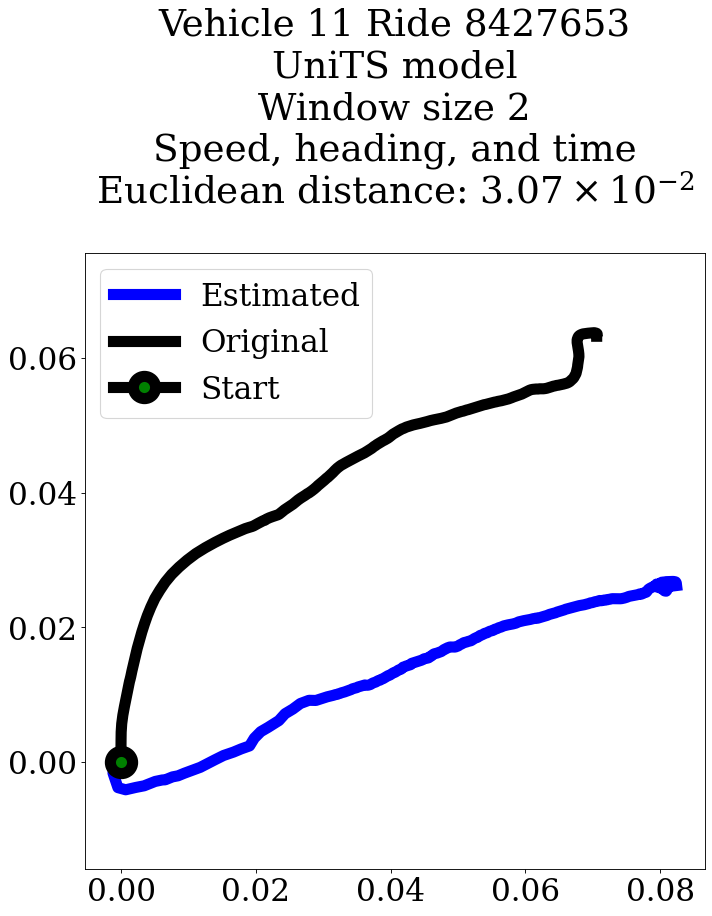 Vehicle 11 Ride 8427653
UniTS model
Window size 2
Speed, heading, and time
Euclidean distance: 3.07 × 10⁻²
Estimated
Original
Start
0.06
0.04
0.02
0.00
0.00 0.02 0.04 0.06 0.08